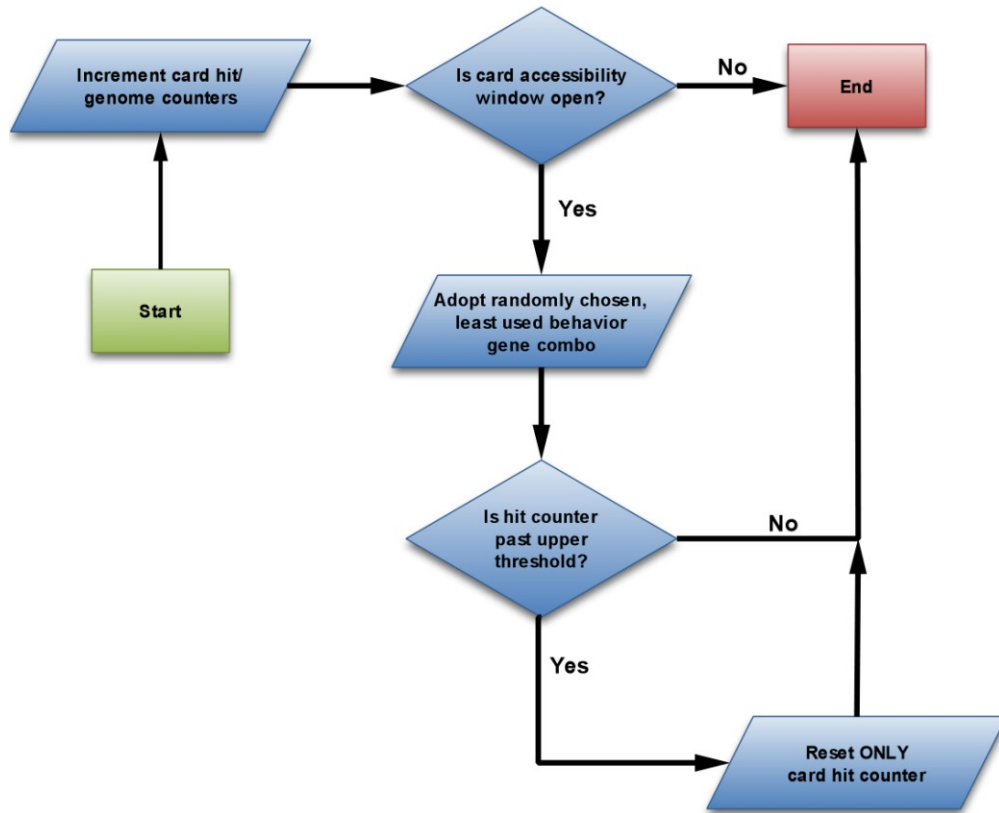 Increment card hit/
genome counters
Is card accessibility
window open?
No
End
Yes
Start
Adopt randomly chosen,
least used behavior
gene combo
Is hit counter
past upper
threshold?
No
Yes
Reset ONLY
card hit counter